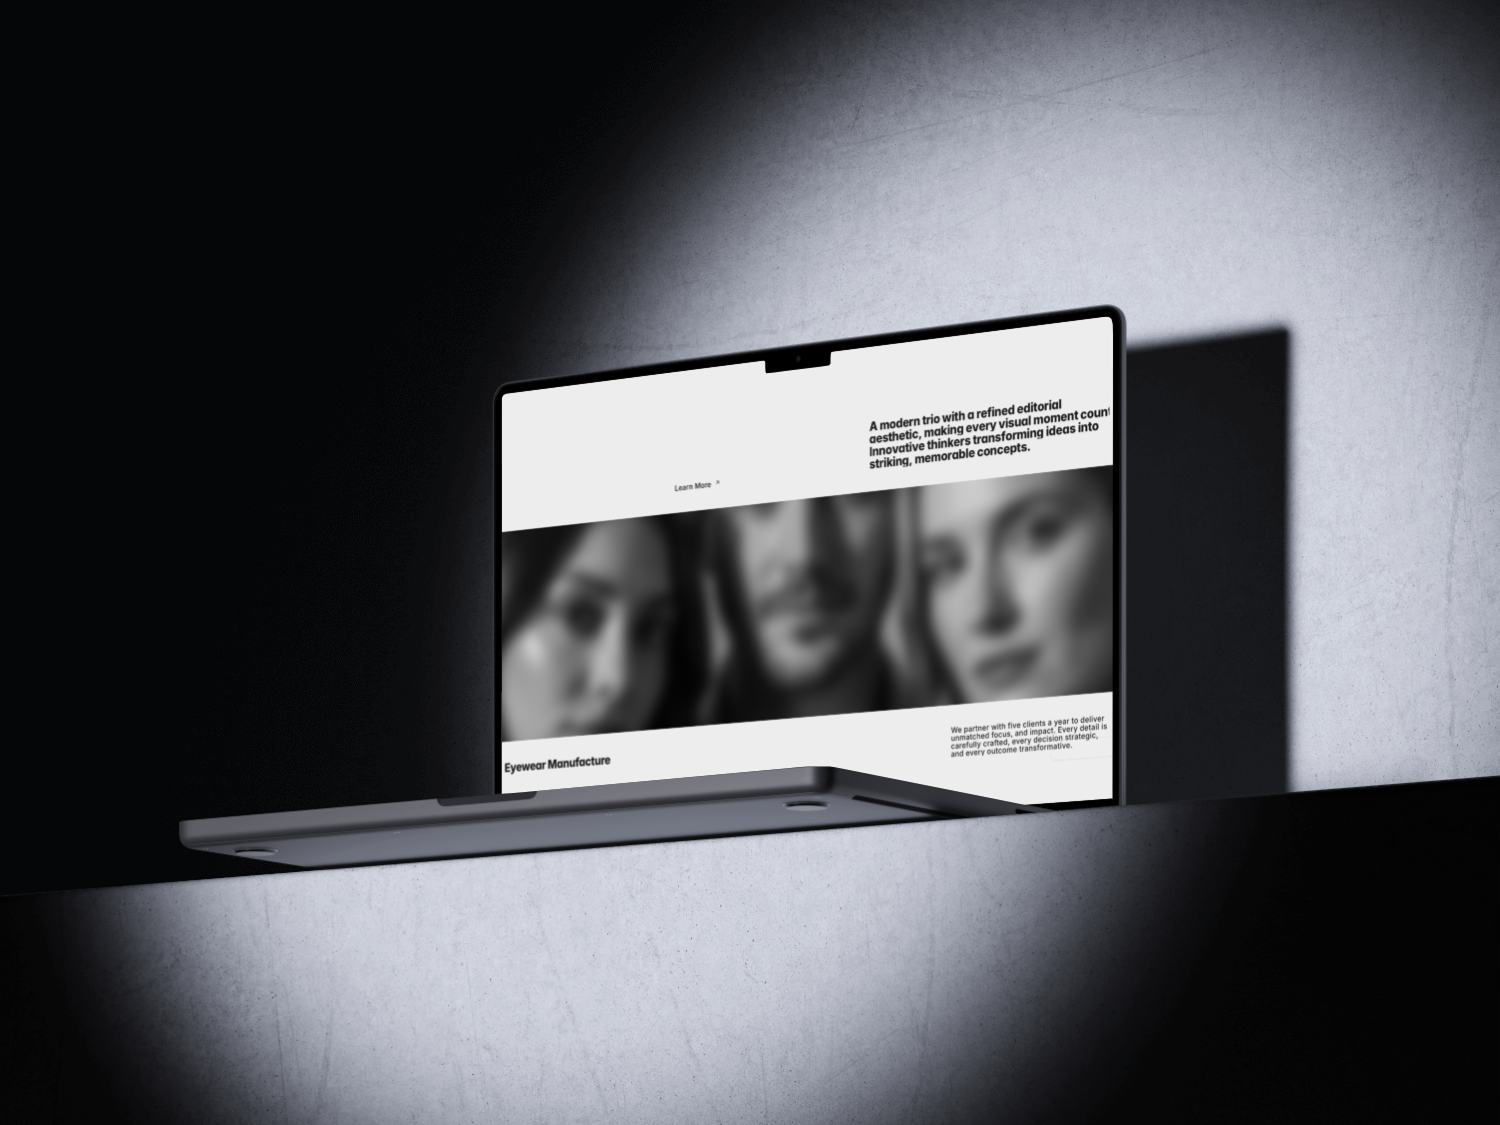 A modern trio with a refined editorial
aesthetic, making every visual moment count
Innovative thinkers transforming ideas into
striking, memorable concepts.
Learn More
Eyewear Manufacture
We partner with five clients a year to deliver
unmatched focus, and impact. Every detail is
carefully crafted, every decision strategic,
and every outcome transformative.